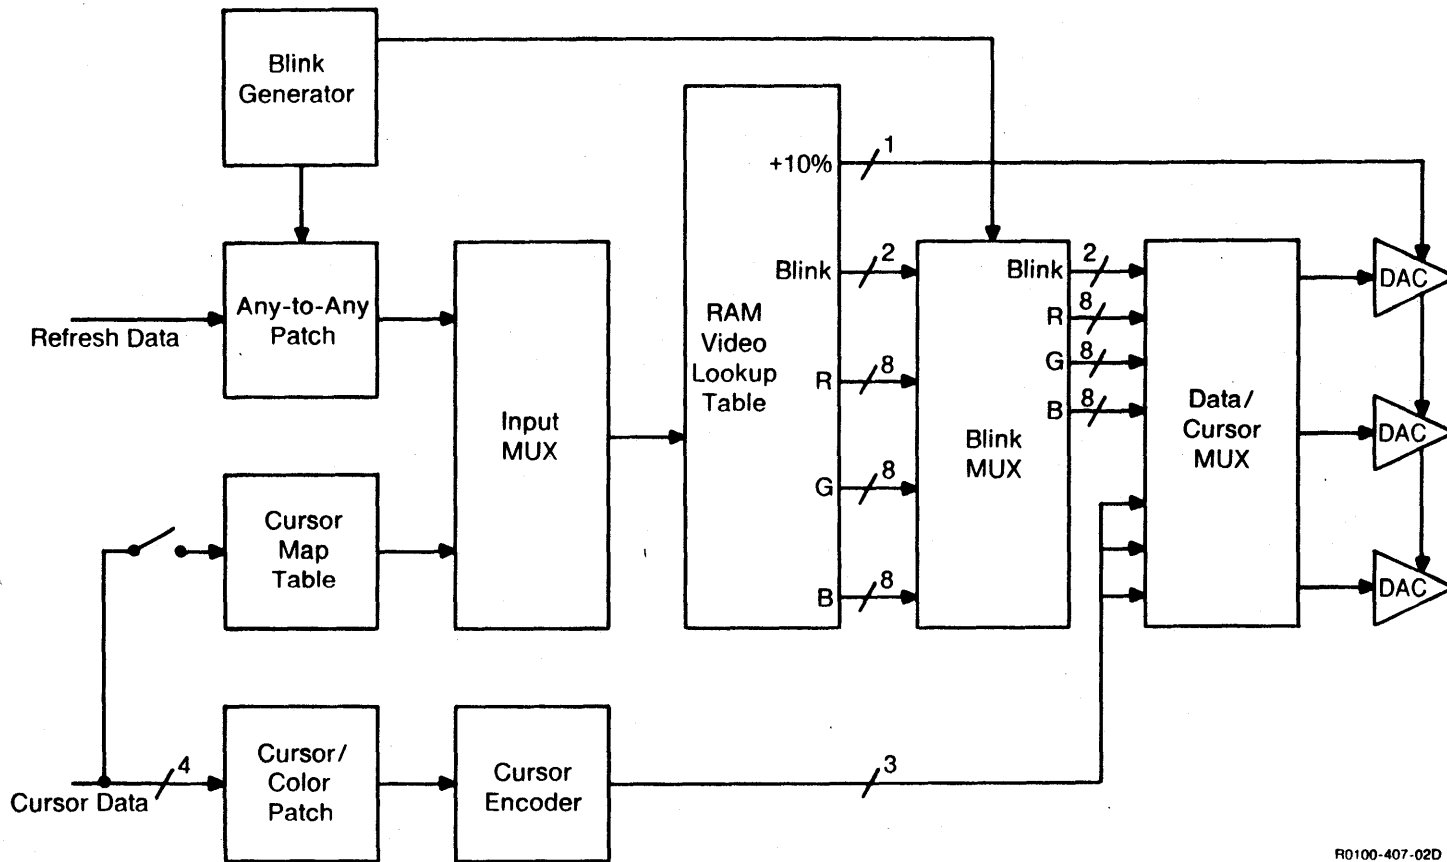 Blink
Generator
+10%
1
Any-to-Any
Patch
Refresh Data
Input
MUX
RAM
Video
Lookup
Table
Blink
2
R
8
G
8
B
8
Blink
MUX
Blink
2
R
8
G
8
B
8
Data/
Cursor
MUX
DAC
DAC
DAC
Cursor
Map
Table
Cursor Data
4
Cursor/
Color
Patch
Cursor
Encoder
3
R0100-407-02D